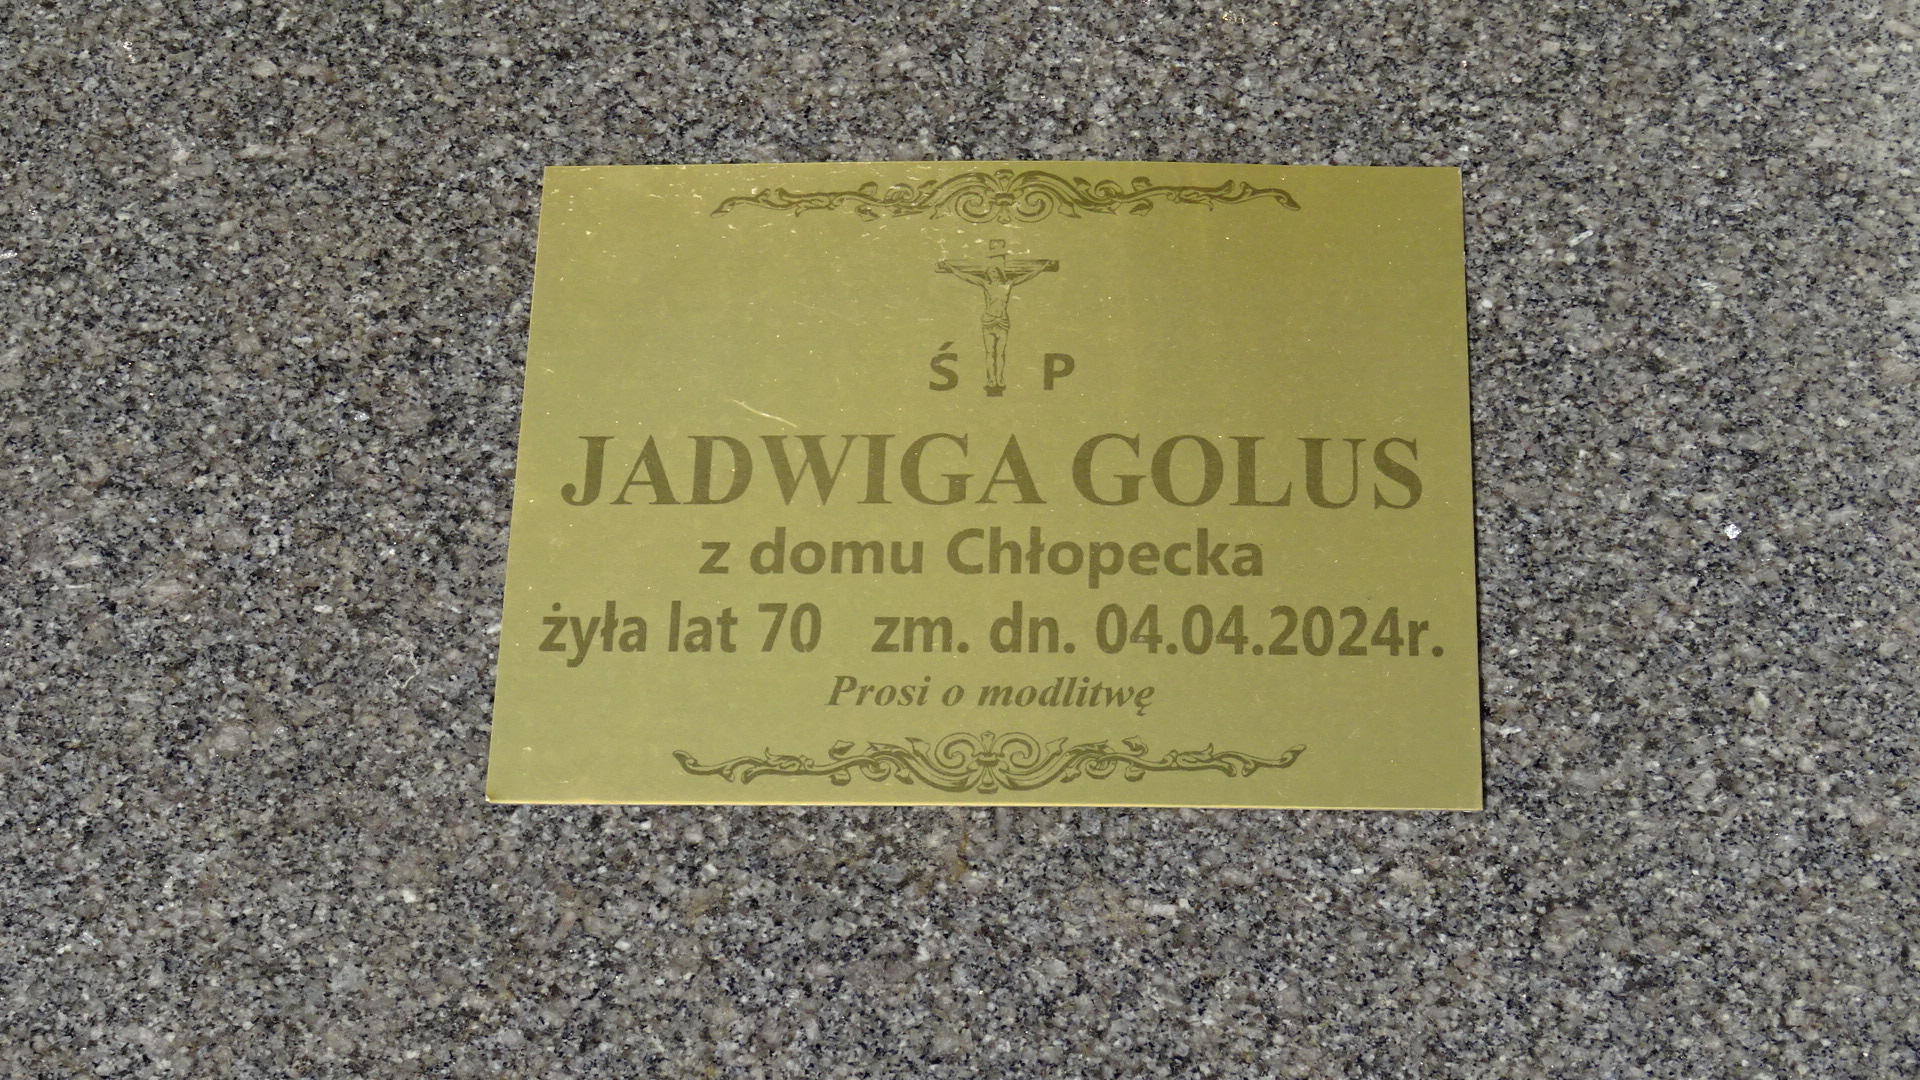 Ś P
JADWIGA GOLUS
z domu Chłopecka
żyła lat 70 zm. dn. 04.04.2024r.
Prosi o modlitwę